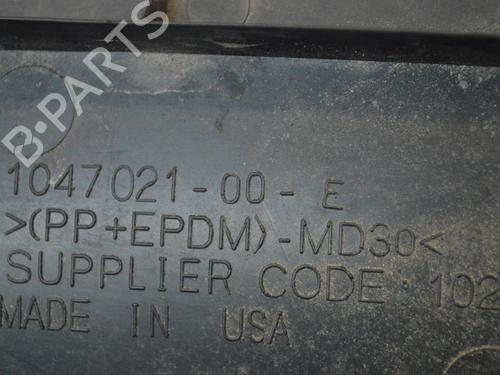 B-PARTS
1047021-00-E
>(PP+EPDM)-MD30<
SUPPLIER CODE: 102
MADE IN USA